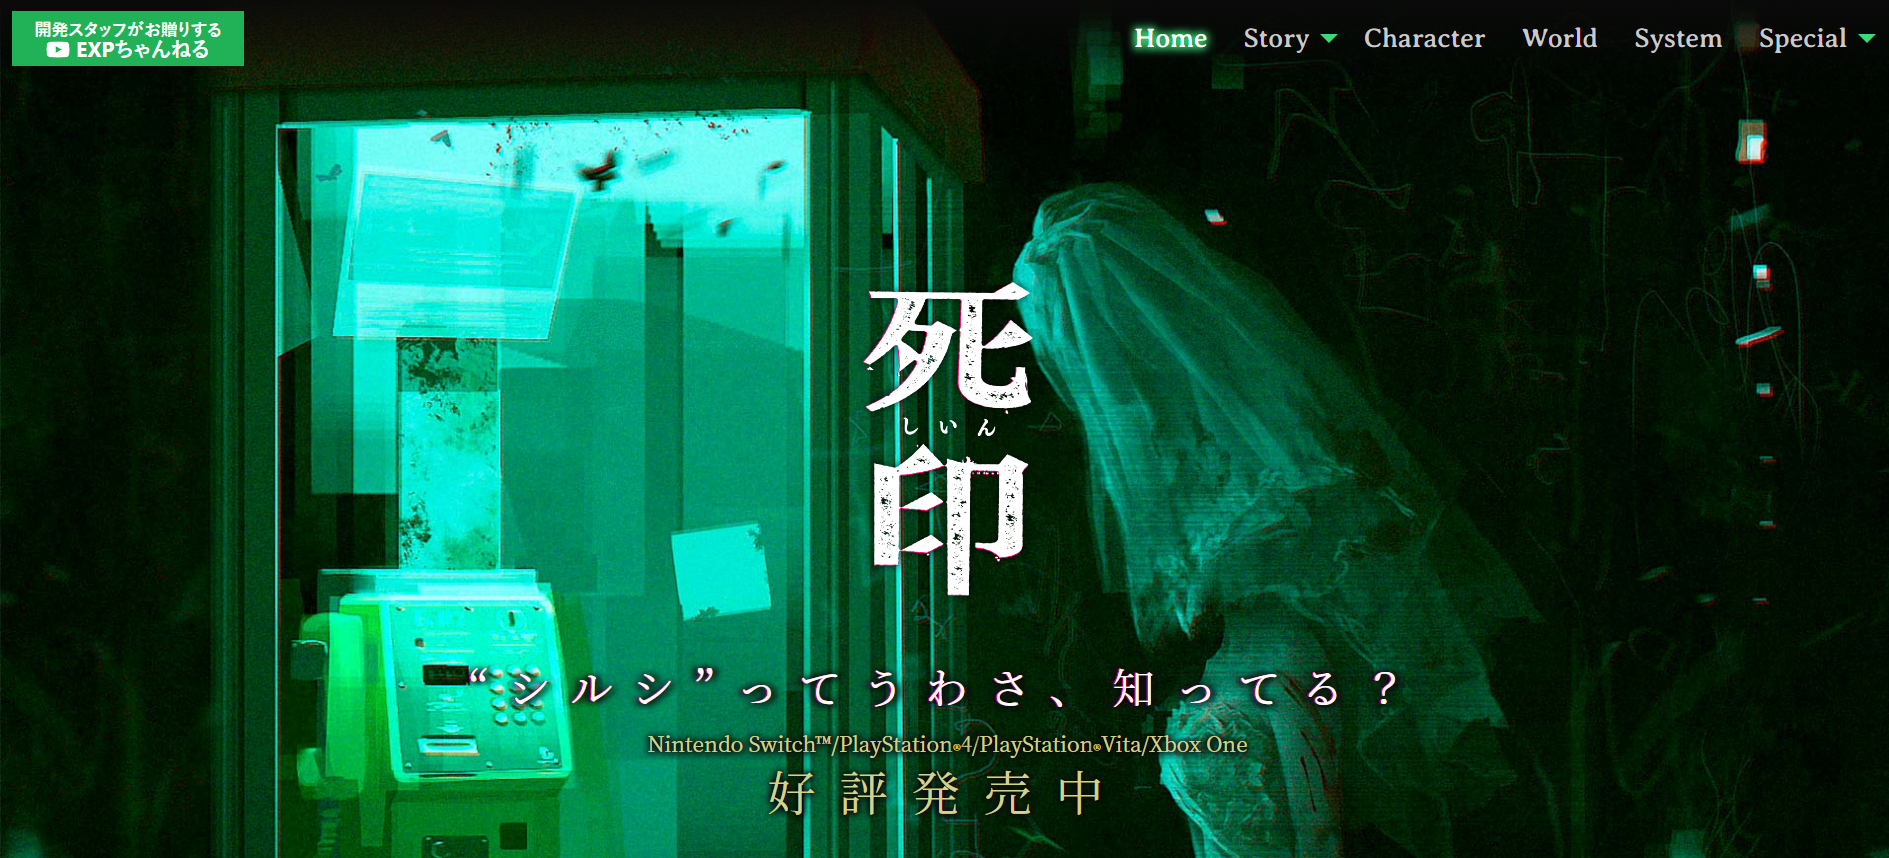 開発スタッフがお贈りする
EXPちゃんねる
Home Story Character World System Special
死
しいん
印
“シルシ”ってうわさ、知ってる？
Nintendo Switch™/PlayStation®4/PlayStation®Vita/Xbox One
好評発売中